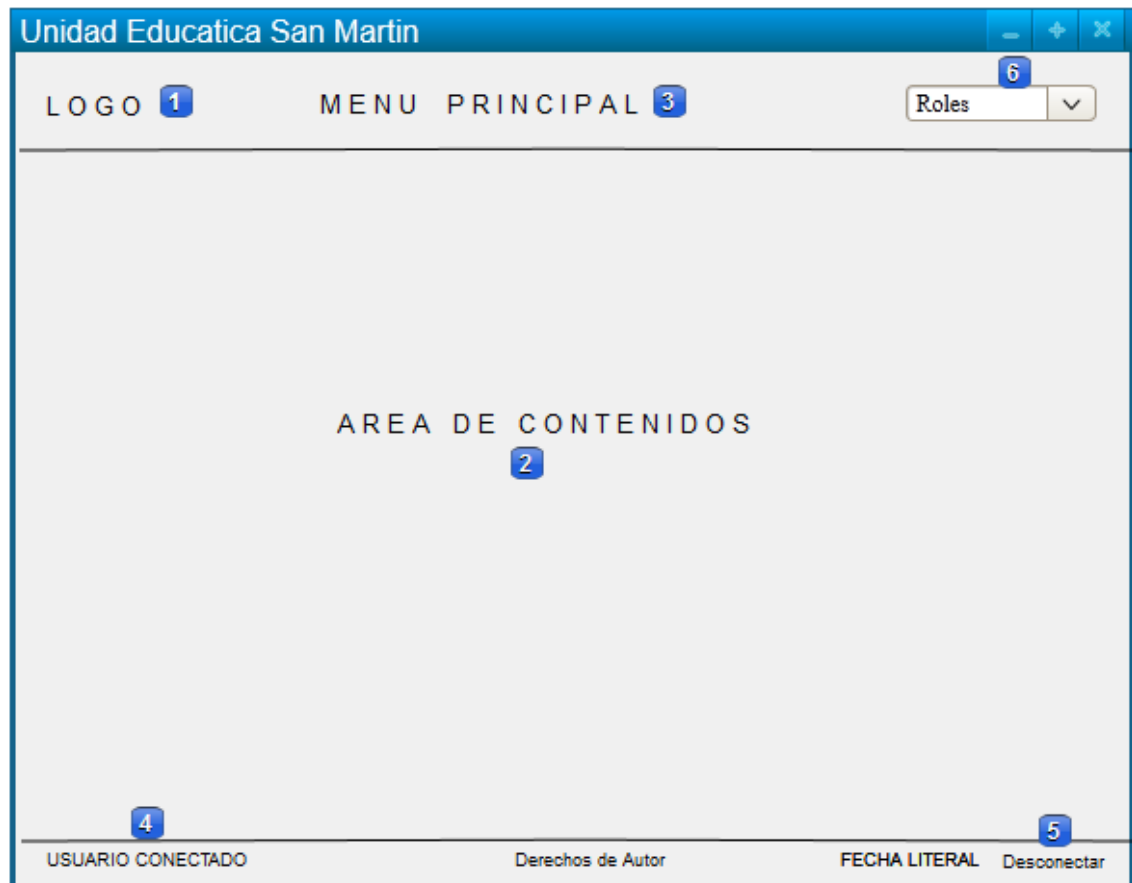 Unidad Educatica San Martin
6
LOGO 1 MENU PRINCIPAL 3 Roles
AREA DE CONTENIDOS
2
4 5
USUARIO CONECTADO Derechos de Autor FECHA LITERAL Desconectar